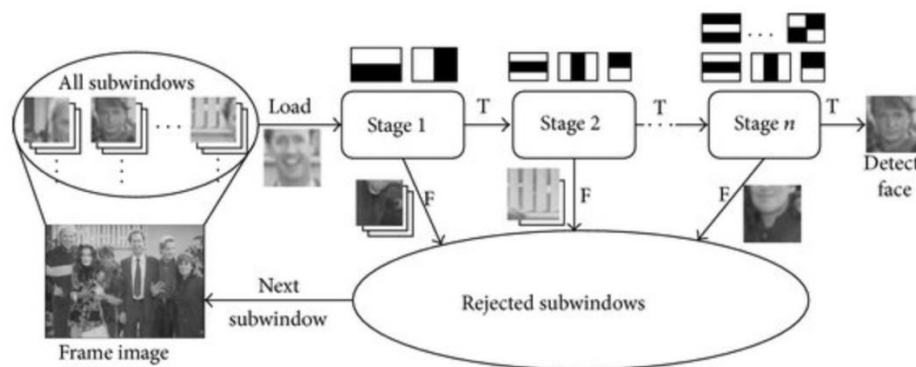 All subwindows
. . .
Load
Stage 1
T
Stage 2
T
. . . .
. . .
Stage n
T
Detect
face
F
F
F
Rejected subwindows
Next
subwindow
Frame image